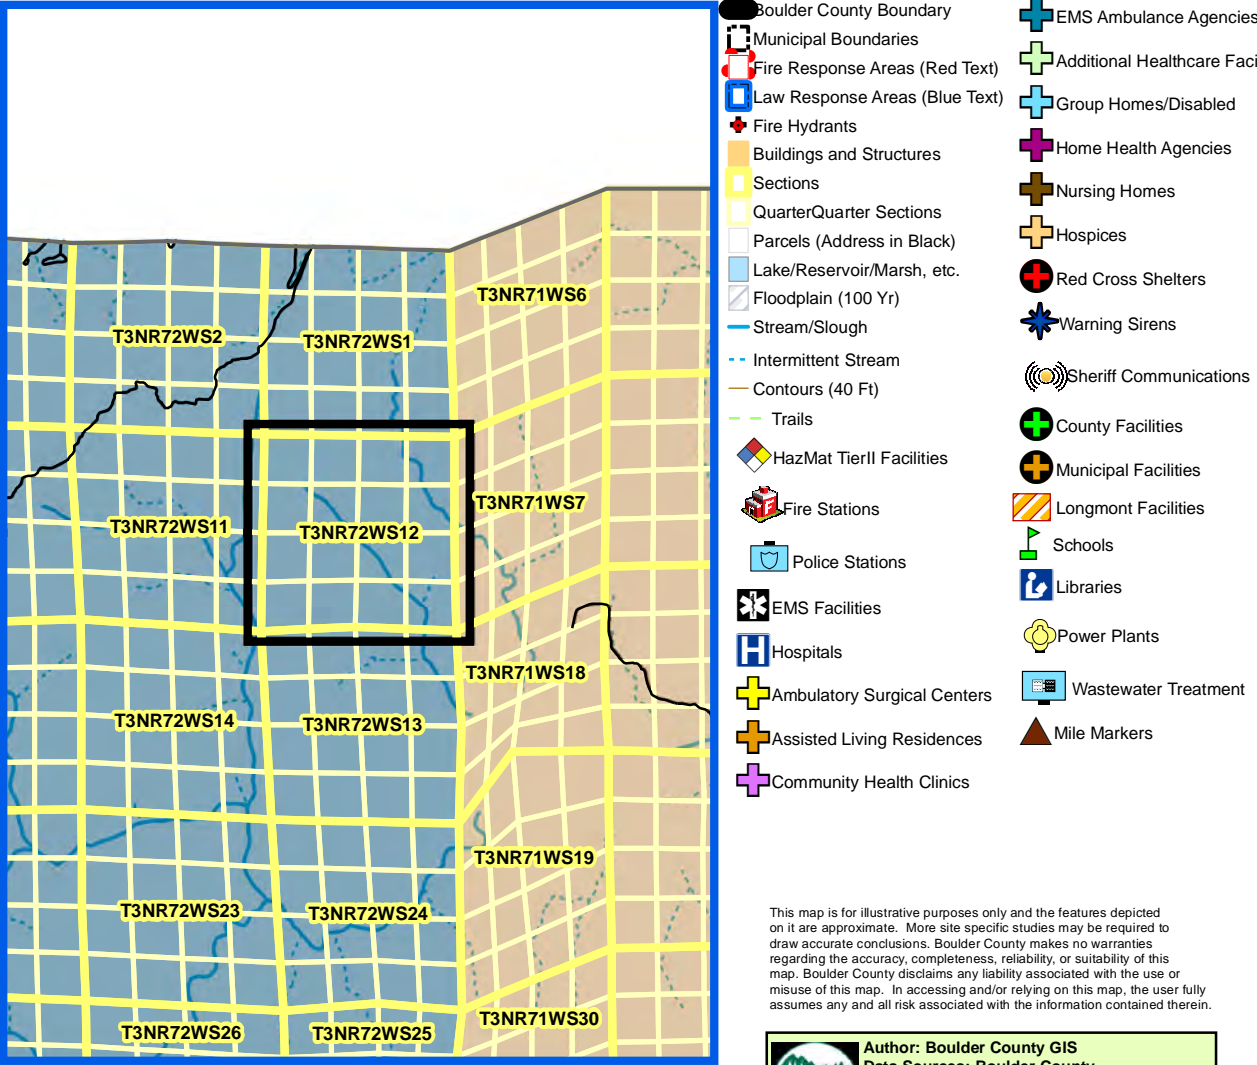 T3NR71WS6
T3NR72WS2
T3NR72WS1
T3NR71WS7
T3NR72WS11
T3NR72WS12
T3NR71WS18
T3NR72WS14
T3NR72WS13
T3NR71WS19
T3NR72WS23
T3NR72WS24
T3NR71WS30
T3NR72WS26
T3NR72WS25
Boulder County Boundary
Municipal Boundaries
Fire Response Areas (Red Text)
Law Response Areas (Blue Text)
Fire Hydrants
Buildings and Structures
Sections
QuarterQuarter Sections
Parcels (Address in Black)
Lake/Reservoir/Marsh, etc.
Floodplain (100 Yr)
Stream/Slough
Intermittent Stream
Contours (40 Ft)
Trails
HazMat TierII Facilities
Fire Stations
Police Stations
EMS Facilities
Hospitals
Ambulatory Surgical Centers
Assisted Living Residences
Community Health Clinics
EMS Ambulance Agencies
Additional Healthcare Faci
Group Homes/Disabled
Home Health Agencies
Nursing Homes
Hospices
Red Cross Shelters
Warning Sirens
Sheriff Communications
County Facilities
Municipal Facilities
Longmont Facilities
Schools
Libraries
Power Plants
Wastewater Treatment
Mile Markers
This map is for illustrative purposes only and the features depicted
on it are approximate. More site specific studies may be required to
draw accurate conclusions. Boulder County makes no warranties
regarding the accuracy, completeness, reliability, or suitability of this
map. Boulder County disclaims any liability associated with the use or
misuse of this map. In accessing and/or relying on this map, the user fully
assumes any and all risk associated with the information contained therein.
Author: Boulder County GIS
Data Sources: Boulder County